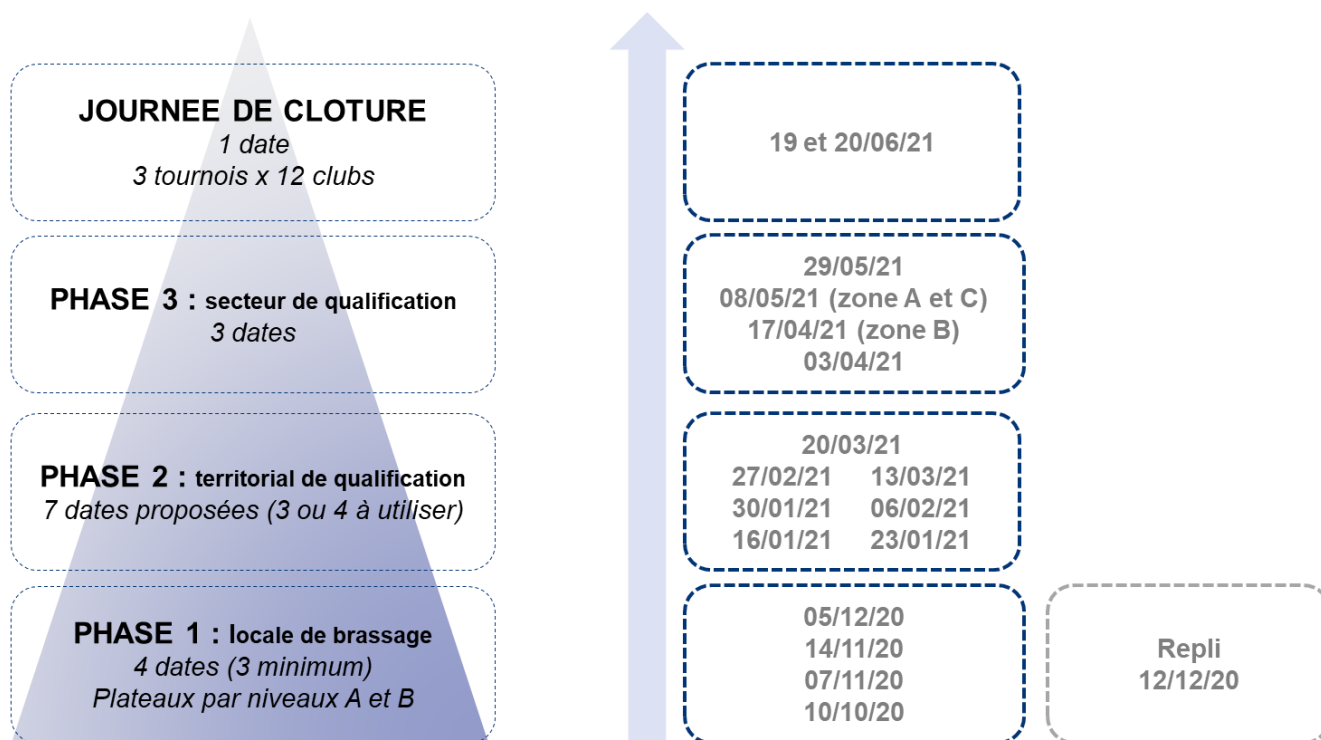 JOURNEE DE CLOTURE
1 date
3 tournois x 12 clubs
19 et 20/06/21
PHASE 3 : secteur de qualification
3 dates
29/05/21
08/05/21 (zone A et C)
17/04/21 (zone B)
03/04/21
PHASE 2 : territorial de qualification
7 dates proposées (3 ou 4 à utiliser)
20/03/21
27/02/21 13/03/21
30/01/21 06/02/21
16/01/21 23/01/21
PHASE 1 : locale de brassage
4 dates (3 minimum)
Plateaux par niveaux A et B
05/12/20
14/11/20
07/11/20
10/10/20
Repli
12/12/20